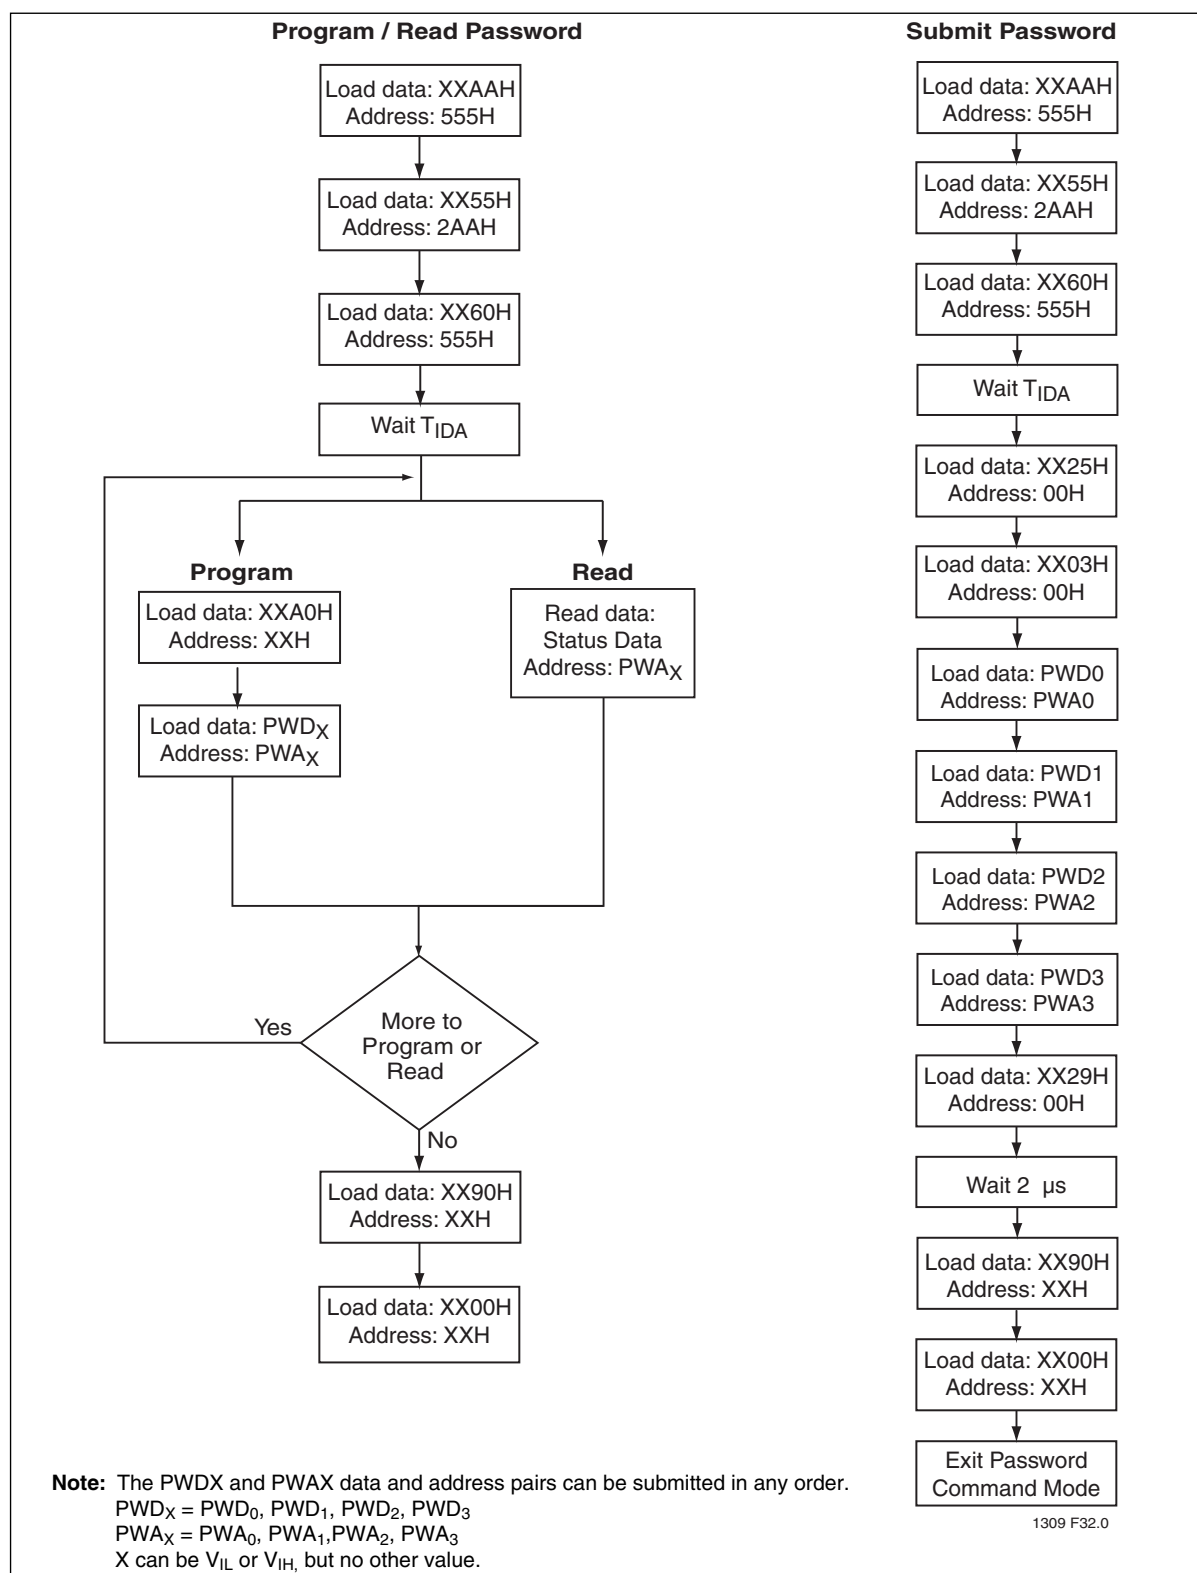 Program / Read Password
Load data: XXAAH
Address: 555H
Load data: XX55H
Address: 2AAH
Load data: XX60H
Address: 555H
Wait TIDA
Program
Load data: XXA0H
Address: XXH
Load data: PWDX
Address: PWAX
Read
Read data:
Status Data
Address: PWAX
More to
Program or
Read
Yes
No
Load data: XX90H
Address: XXH
Load data: XX00H
Address: XXH
Submit Password
Load data: XXAAH
Address: 555H
Load data: XX55H
Address: 2AAH
Load data: XX60H
Address: 555H
Wait TIDA
Load data: XX25H
Address: 00H
Load data: XX03H
Address: 00H
Load data: PWD0
Address: PWA0
Load data: PWD1
Address: PWA1
Load data: PWD2
Address: PWA2
Load data: PWD3
Address: PWA3
Load data: XX29H
Address: 00H
Wait 2 µs
Load data: XX90H
Address: XXH
Load data: XX00H
Address: XXH
Exit Password
Command Mode
1309 F32.0
Note: The PWDX and PWAX data and address pairs can be submitted in any order.
PWDX = PWD0, PWD1, PWD2, PWD3
PWAX = PWA0, PWA1,PWA2, PWA3
X can be VIL or VIH, but no other value.